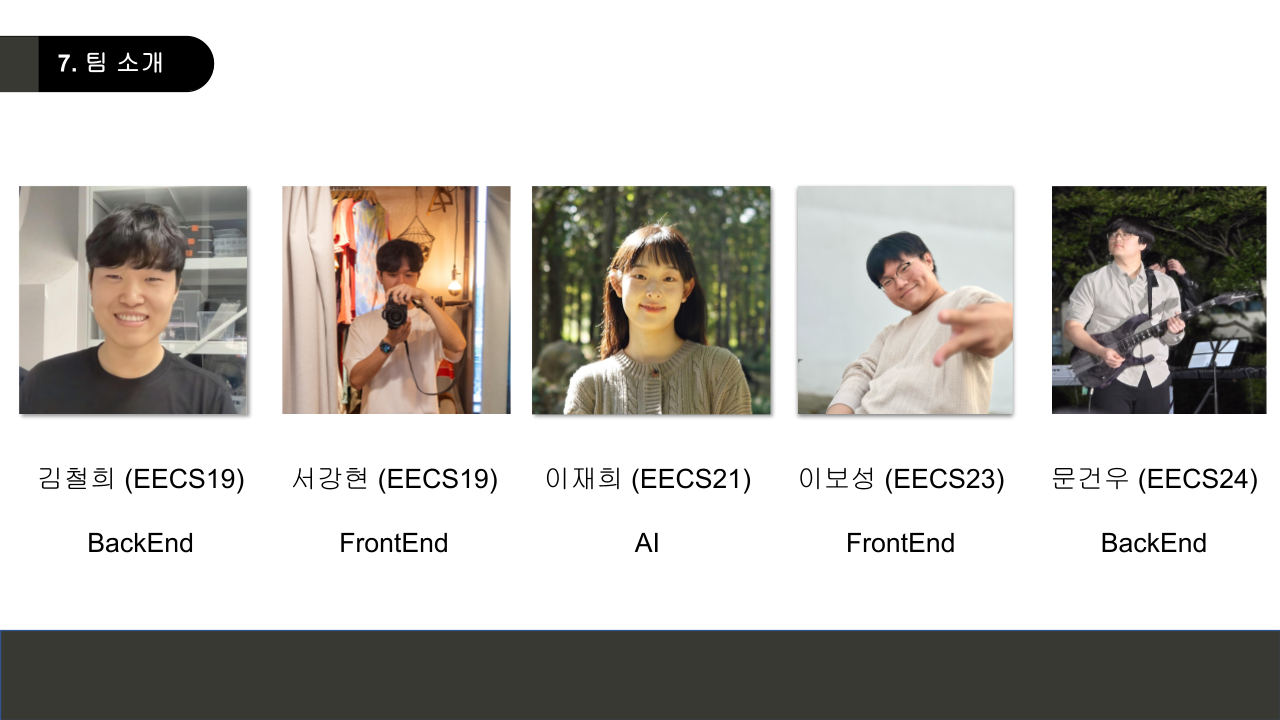 7. 팀 소개
김철희 (EECS19)
서강현 (EECS19)
이재희 (EECS21)
이보성 (EECS23)
문건우 (EECS24)
BackEnd
FrontEnd
AI
FrontEnd
BackEnd